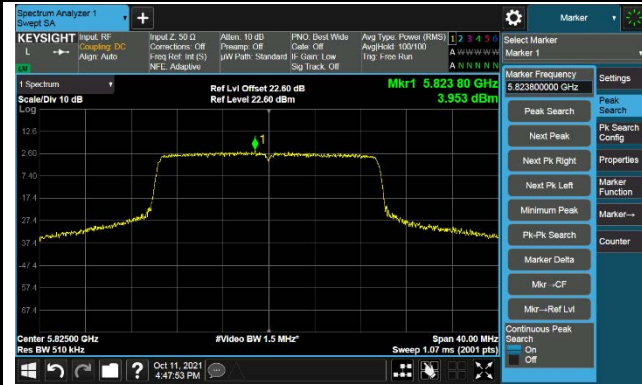 Spectrum Analyzer 1
Swept SA
Marker
KEYSIGHT
L
Input: RF
Coupling: DC
Align: Auto
Input Z: 50 Ω
Corrections: Off
Freq Ref: Int (S)
NFE: Adaptive
Atten: 10 dB
Preamp: Off
µW Path: Standard
PNO: Best Wide
Gate: Off
IF Gain: Low
Sig Track: Off
Avg Type: Power (RMS)
Avg|Hold: 100/100
Trig: Free Run
1 2 3 4 5 6
A W W W W W
A N N N N N
Select Marker
Marker 1
1 Spectrum
Scale/Div 10 dB
Log
Ref Lvl Offset 22.60 dB
Ref Level 22.60 dBm
Mkr1 5.823 80 GHz
3.953 dBm
1
12.6
2.60
-7.40
-17.4
-27.4
-37.4
-47.4
-57.4
-67.4
Center 5.82500 GHz
Res BW 510 kHz
#Video BW 1.5 MHz*
Span 40.00 MHz
Sweep 1.07 ms (2001 pts)
Marker Frequency
5.823800000 GHz
Peak Search
Next Peak
Next Pk Right
Next Pk Left
Minimum Peak
Pk-Pk Search
Marker Delta
Mkr→CF
Mkr→Ref Lvl
Continuous Peak
Search
On
Off
Settings
Peak
Search
Pk Search
Config
Properties
Marker
Function
Marker→
Counter
?
Oct 11, 2021
4:47:53 PM